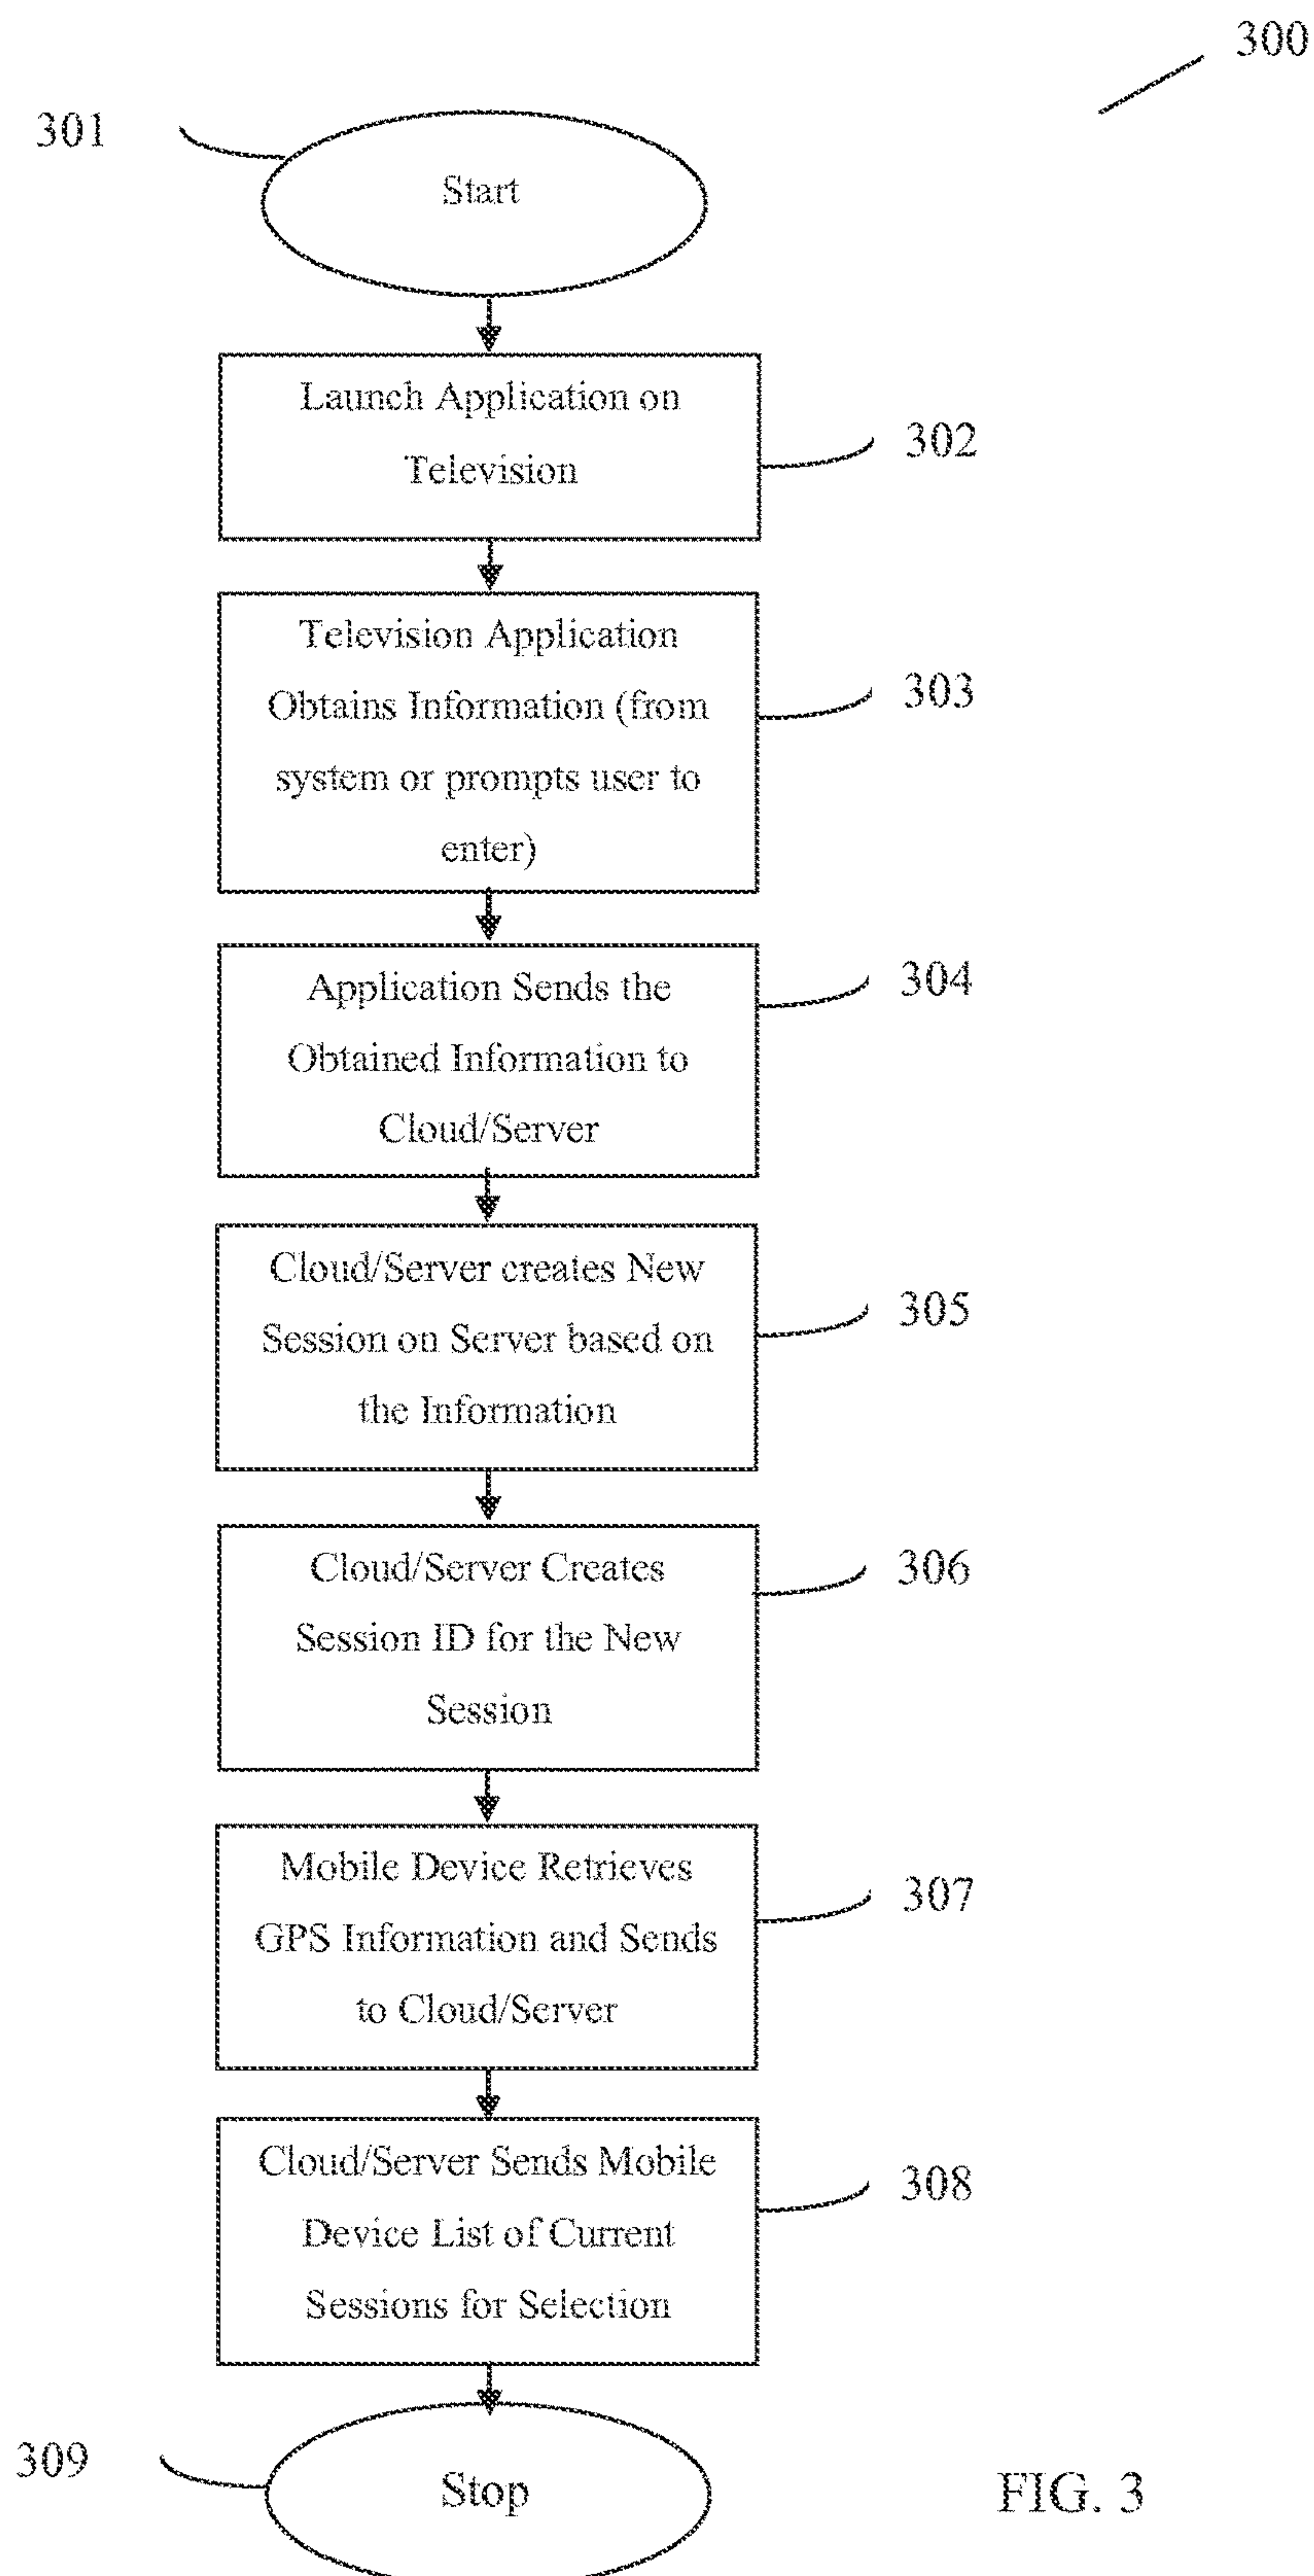 300
301
Start
Launch Application on
Television
302
Television Application
Obtains Information (from
system or prompts user to
enter)
303
Application Sends the
Obtained Information to
Cloud/Server
304
Cloud/Server creates New
Session on Server based on
the Information
305
Cloud/Server Creates
Session ID for the New
Session
306
Mobile Device Retrieves
GPS Information and Sends
to Cloud/Server
307
Cloud/Server Sends Mobile
Device List of Current
Sessions for Selection
308
309
Stop
FIG. 3